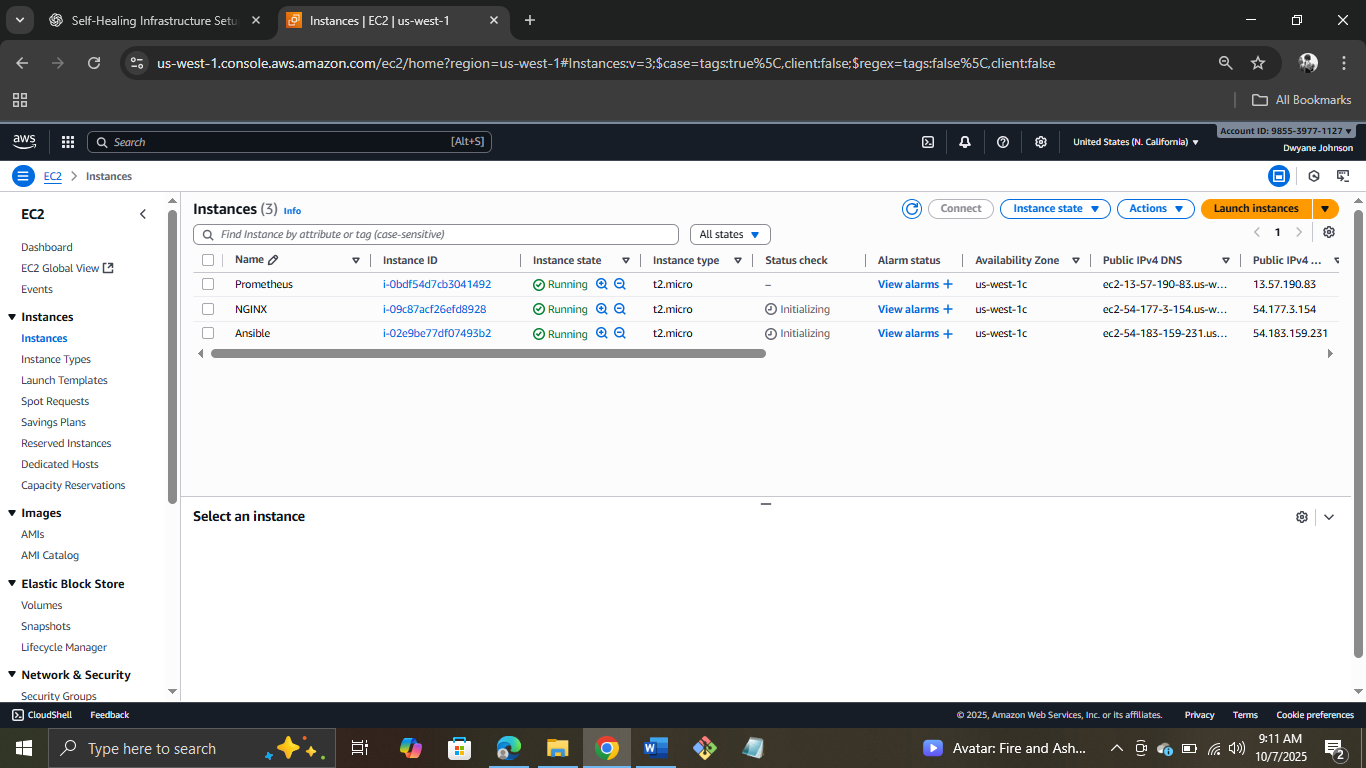 Self-Healing Infrastructure Setu
Instances | EC2 | us-west-1
us-west-1.console.aws.amazon.com/ec2/home?region=us-west-1#Instances:v=3;$case=tags:true%5C,client:false;$regex=tags:false%5C,client:false
All Bookmarks
aws
Search
[Alt+S]
United States (N. California)
Account ID: 9855-3977-1127
Dwyane Johnson
EC2
Instances
EC2
Dashboard
EC2 Global View
Events
Instances
Instances
Instance Types
Launch Templates
Spot Requests
Savings Plans
Reserved Instances
Dedicated Hosts
Capacity Reservations
Images
AMIs
AMI Catalog
Elastic Block Store
Volumes
Snapshots
Lifecycle Manager
Network & Security
Security Groups
Instances (3) Info
Connect
Instance state
Actions
Launch instances
Find Instance by attribute or tag (case-sensitive)
All states
1
Name Instance ID Instance state Instance type Status check Alarm status Availability Zone Public IPv4 DNS Public IPv4 ...
Prometheus i-0bdf54d7cb3041492 Running t2.micro – View alarms + us-west-1c ec2-13-57-190-83.us-w... 13.57.190.83
NGINX i-09c87acf26efd8928 Running t2.micro Initializing View alarms + us-west-1c ec2-54-177-3-154.us-w... 54.177.3.154
Ansible i-02e9be77df07493b2 Running t2.micro Initializing View alarms + us-west-1c ec2-54-183-159-231.us... 54.183.159.231
Select an instance
CloudShell
Feedback
© 2025, Amazon Web Services, Inc. or its affiliates.
Privacy
Terms
Cookie preferences
Type here to search
Avatar: Fire and Ash...
9:11 AM
10/7/2025
2